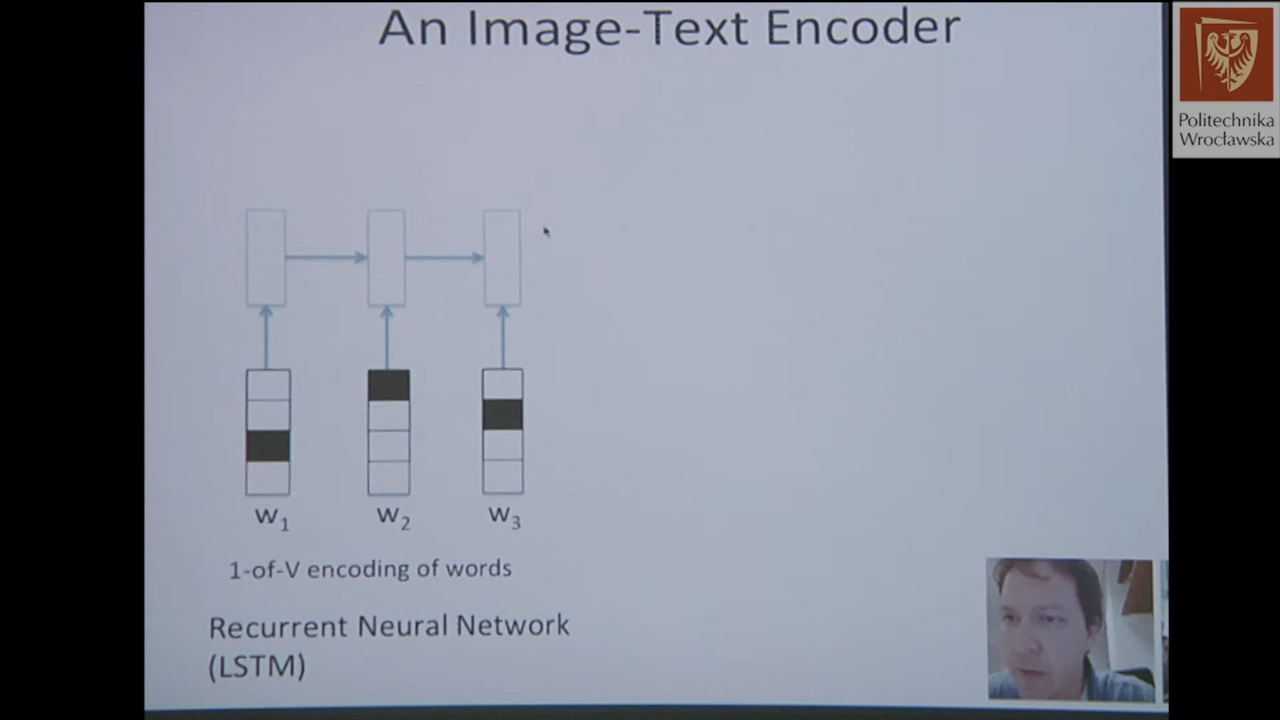 An Image-Text Encoder
Politechnika
Wrocławska
w₁ w₂ w₃
1-of-V encoding of words
Recurrent Neural Network
(LSTM)